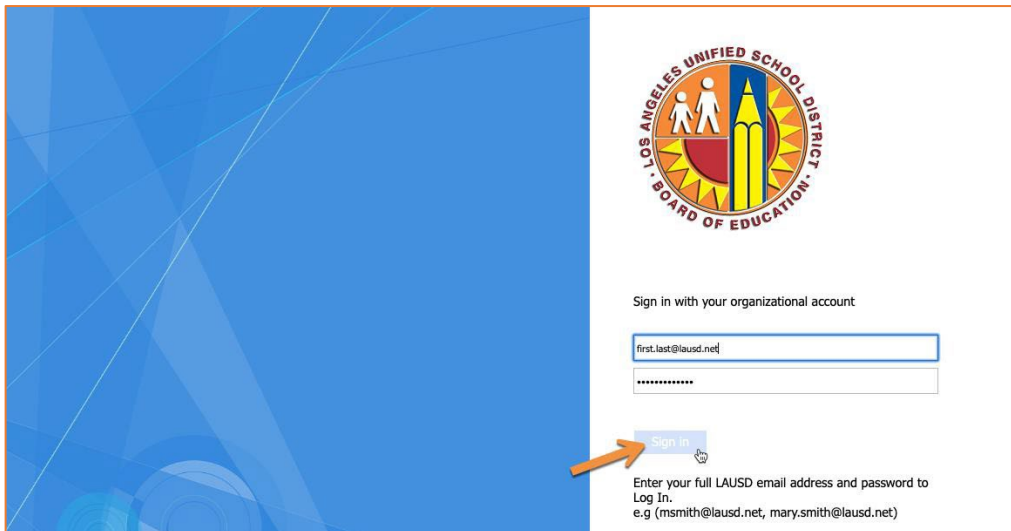 LOS ANGELES UNIFIED SCHOOL DISTRICT · BOARD OF EDUCATION ·
Sign in with your organizational account
first.last@lausd.net
•••••••••••••
Sign in
Enter your full LAUSD email address and password to
Log In.
e.g (msmith@lausd.net, mary.smith@lausd.net)